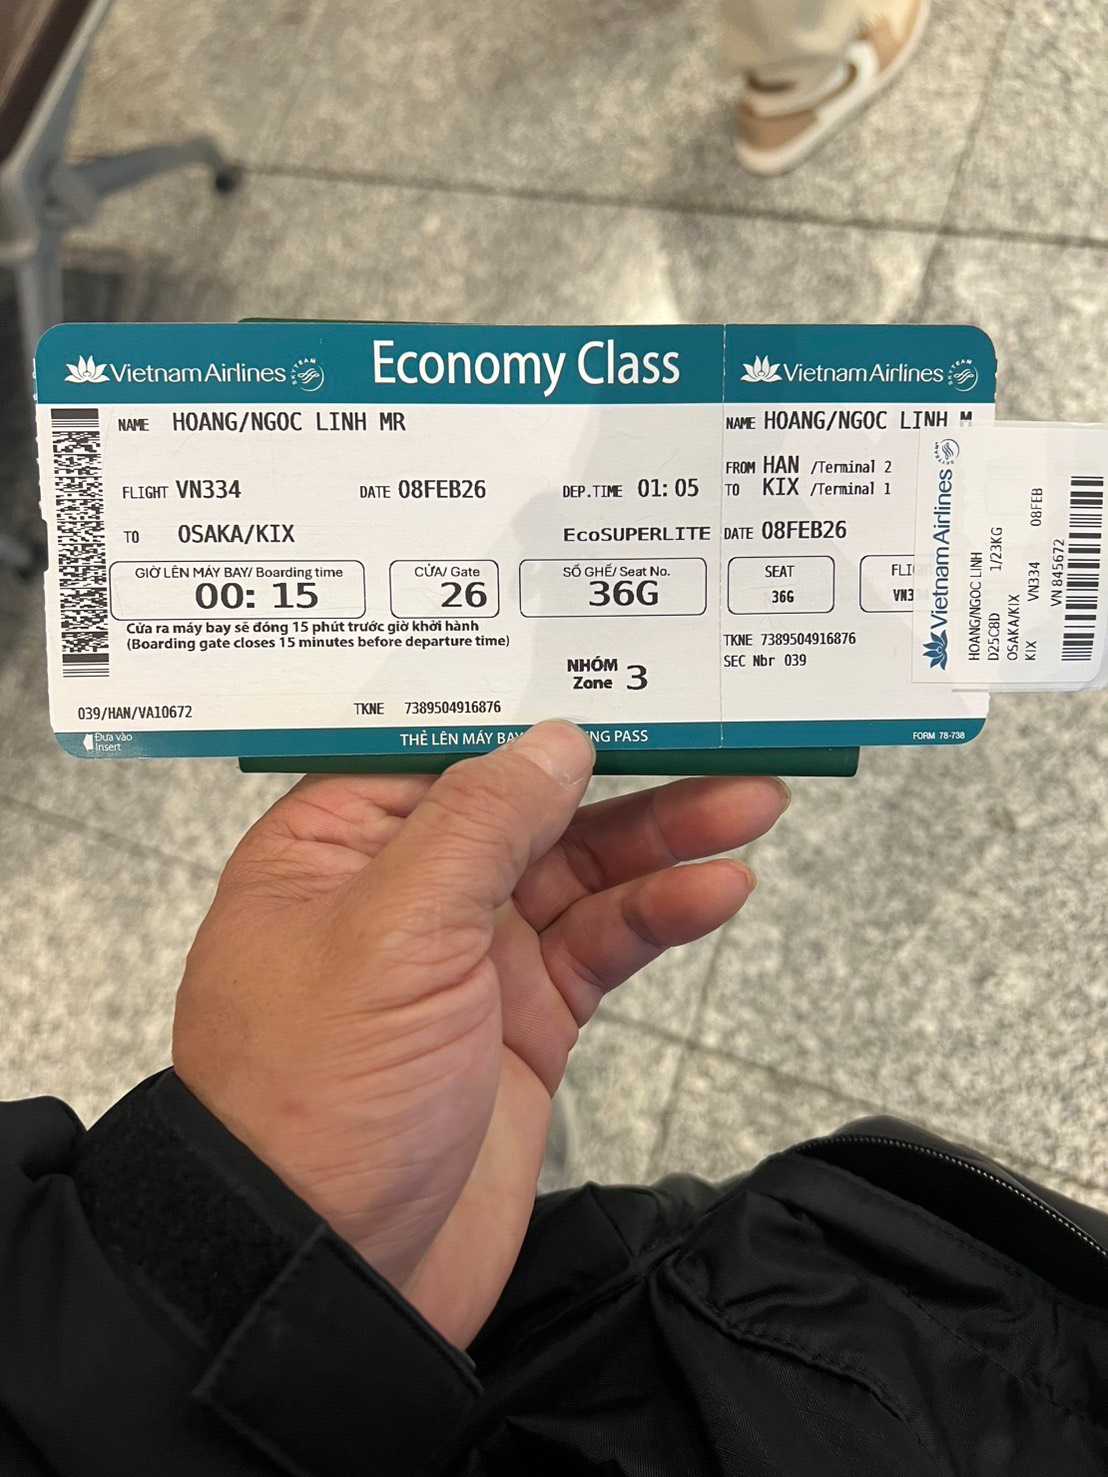 Vietnam Airlines SKYTEAM Economy Class
NAME HOANG/NGOC LINH MR
FLIGHT VN334 DATE 08FEB26 DEP.TIME 01:05
TO OSAKA/KIX EcoSUPERLITE
GIỜ LÊN MÁY BAY/ Boarding time
00: 15
CỬA/ Gate
26
SỐ GHẾ/ Seat No.
36G
Cửa ra máy bay sẽ đóng 15 phút trước giờ khởi hành
(Boarding gate closes 15 minutes before departure time)
NHÓM
Zone 3
039/HAN/VA10672 TKNE 7389504916876
Đưa vào
Insert
THẺ LÊN MÁY BA NG PASS
Vietnam Airlines SKYTEAM
NAME HOANG/NGOC LINH M
FROM HAN /Terminal 2
TO KIX /Terminal 1
DATE 08FEB26
SEAT
36G
FLI
VN3
TKNE 7389504916876
SEC Nbr 039
FORM 78-738
Vietnam Airlines SKYTEAM
HOANG/NGOC LINH
D25C8D 1/23KG
OSAKA/KIX
KIX VN334 08FEB
VN 845672